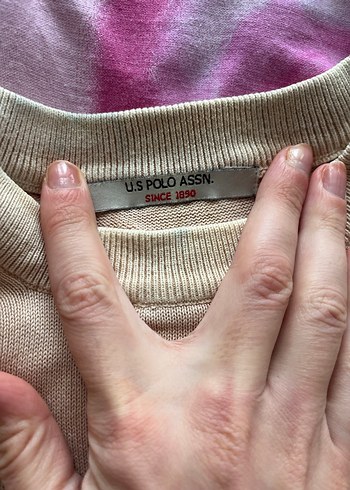 U.S POLO ASSN.
SINCE 1890